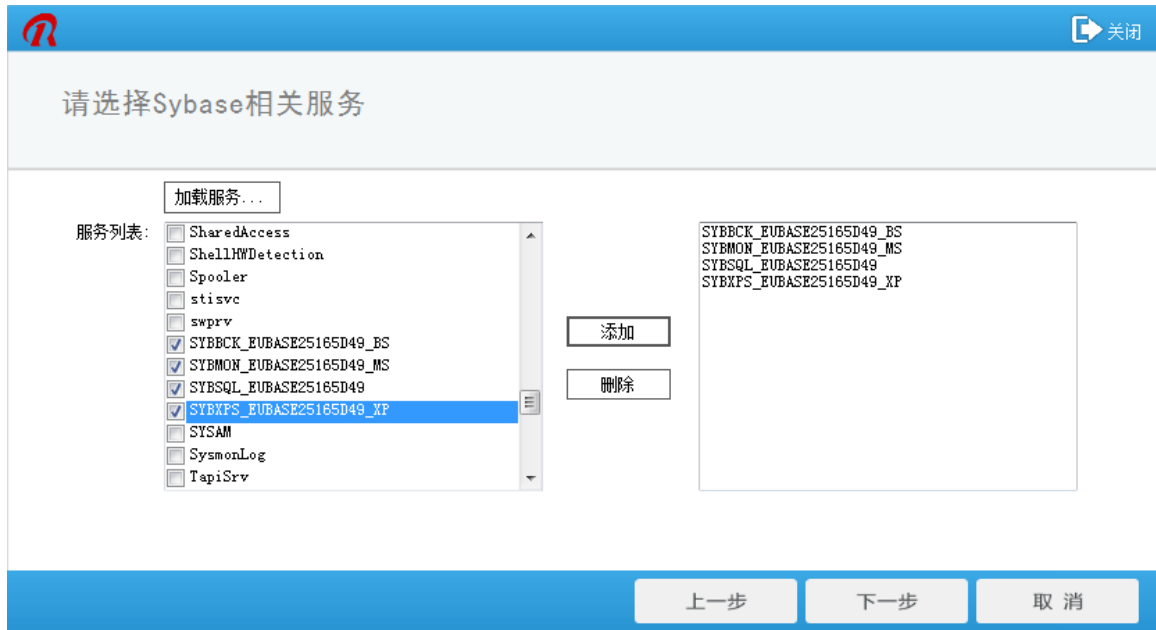 关闭
请选择Sybase相关服务
加载服务...
服务列表:
SharedAccess
ShellHWDetection
Spooler
stisvc
swprv
SYBBCK_EUBASE25165D49_BS
SYBMON_EUBASE25165D49_MS
SYBSQL_EUBASE25165D49
SYBXPS_EUBASE25165D49_XP
SYSAM
SysmonLog
TapiSrv
添加
删除
SYBBCK_EUBASE25165D49_BS
SYBMON_EUBASE25165D49_MS
SYBSQL_EUBASE25165D49
SYBXPS_EUBASE25165D49_XP
上一步
下一步
取 消